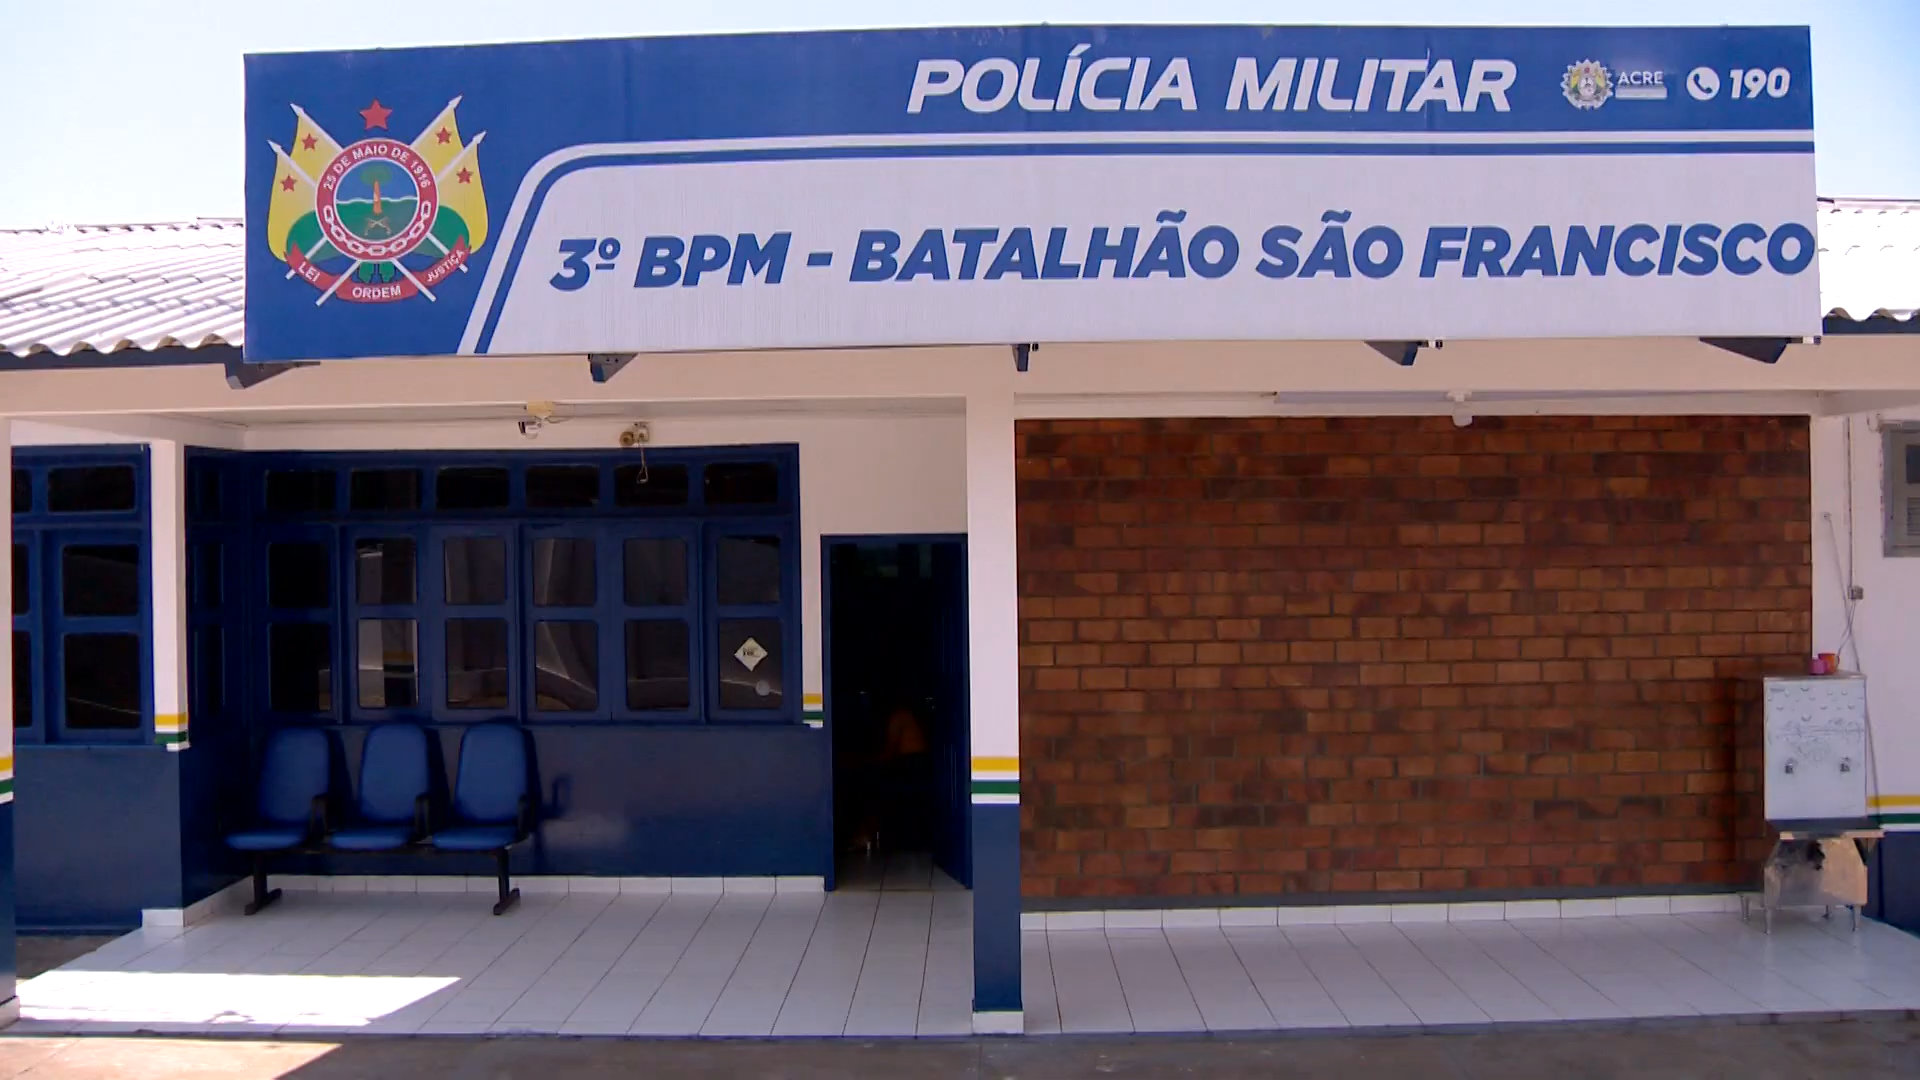 POLÍCIA MILITAR
ACRE
190
25 DE MAIO DE 1916
LEI
ORDEM
JUSTIÇA
3º BPM - BATALHÃO SÃO FRANCISCO